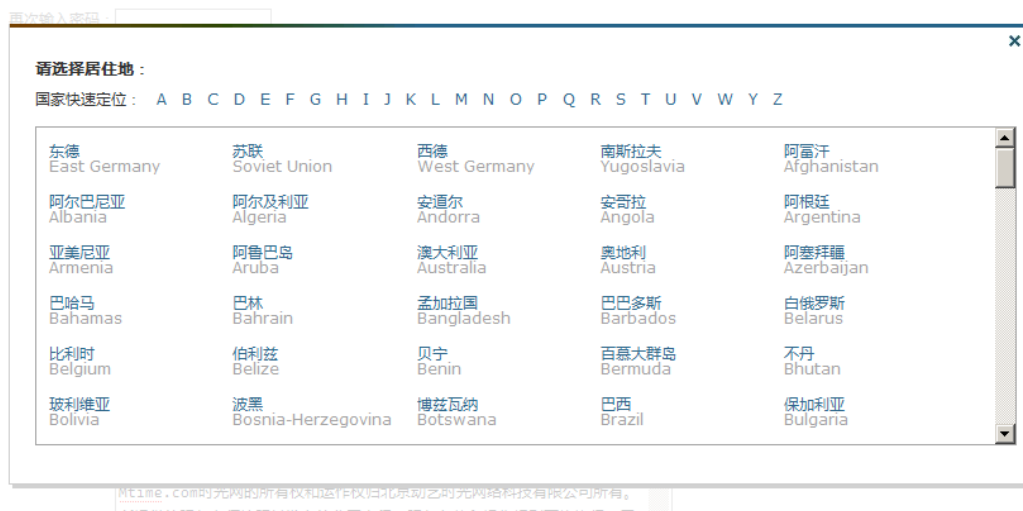 再次输入密码：
×
请选择居住地：
国家快速定位： A B C D E F G H I J K L M N O P Q R S T U V W Y Z
东德 苏联 西德 南斯拉夫 阿富汗
East Germany Soviet Union West Germany Yugoslavia Afghanistan
阿尔巴尼亚 阿尔及利亚 安道尔 安哥拉 阿根廷
Albania Algeria Andorra Angola Argentina
亚美尼亚 阿鲁巴岛 澳大利亚 奥地利 阿塞拜疆
Armenia Aruba Australia Austria Azerbaijan
巴哈马 巴林 孟加拉国 巴巴多斯 白俄罗斯
Bahamas Bahrain Bangladesh Barbados Belarus
比利时 伯利兹 贝宁 百慕大群岛 不丹
Belgium Belize Benin Bermuda Bhutan
玻利维亚 波黑 博兹瓦纳 巴西 保加利亚
Bolivia Bosnia-Herzegovina Botswana Brazil Bulgaria
Mtime.com时光网的所有权和运作权归北京动艺时光网络科技有限公司所有。